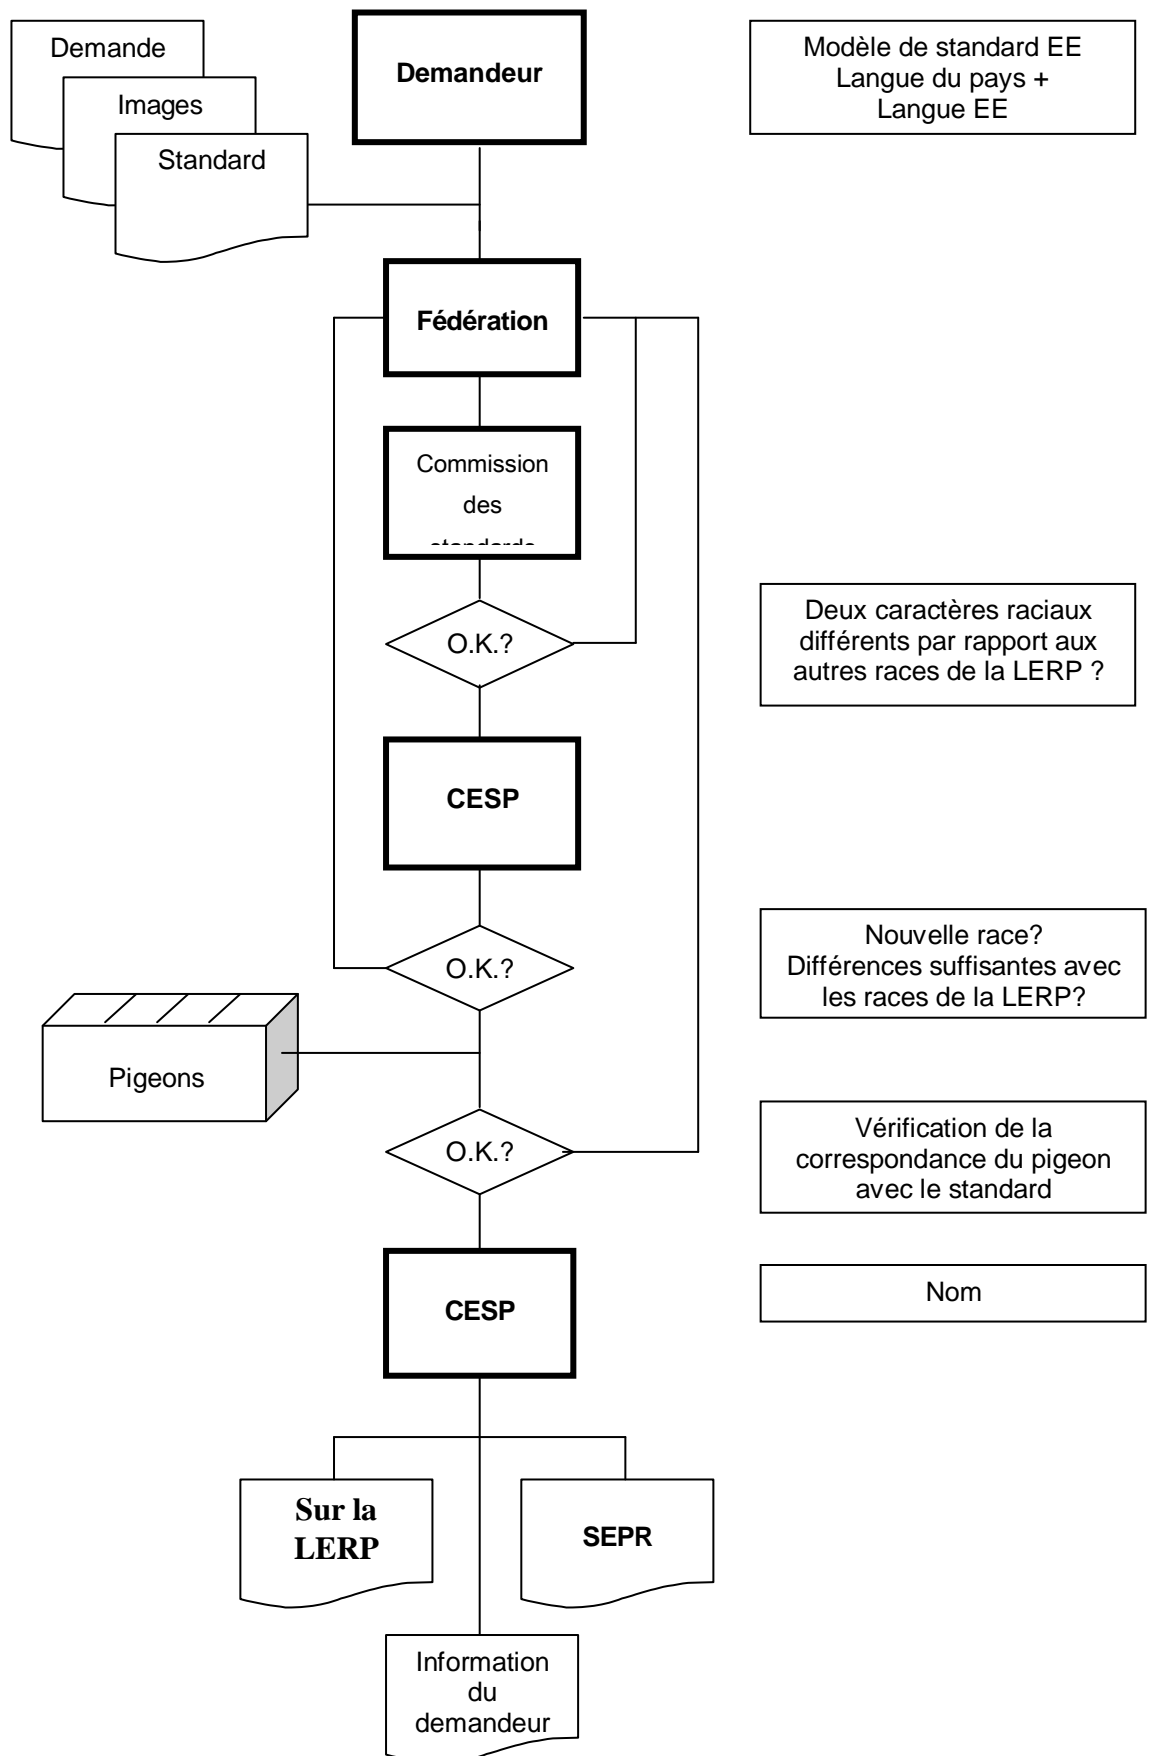 Demande
Images
Standard
Demandeur
Modèle de standard EE
Langue du pays +
Langue EE
Fédération
Commission
des
O.K.?
Deux caractères raciaux
différents par rapport aux
autres races de la LERP ?
CESP
O.K.?
Nouvelle race?
Différences suffisantes avec
les races de la LERP?
Pigeons
O.K.?
Vérification de la
correspondance du pigeon
avec le standard
CESP
Nom
Sur la
LERP
SEPR
Information
du
demandeur